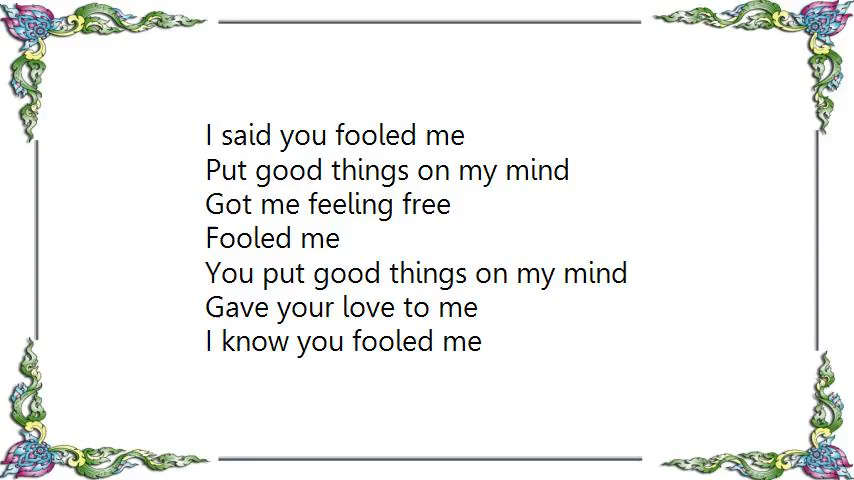 I said you fooled me
Put good things on my mind
Got me feeling free
Fooled me
You put good things on my mind
Gave your love to me
I know you fooled me